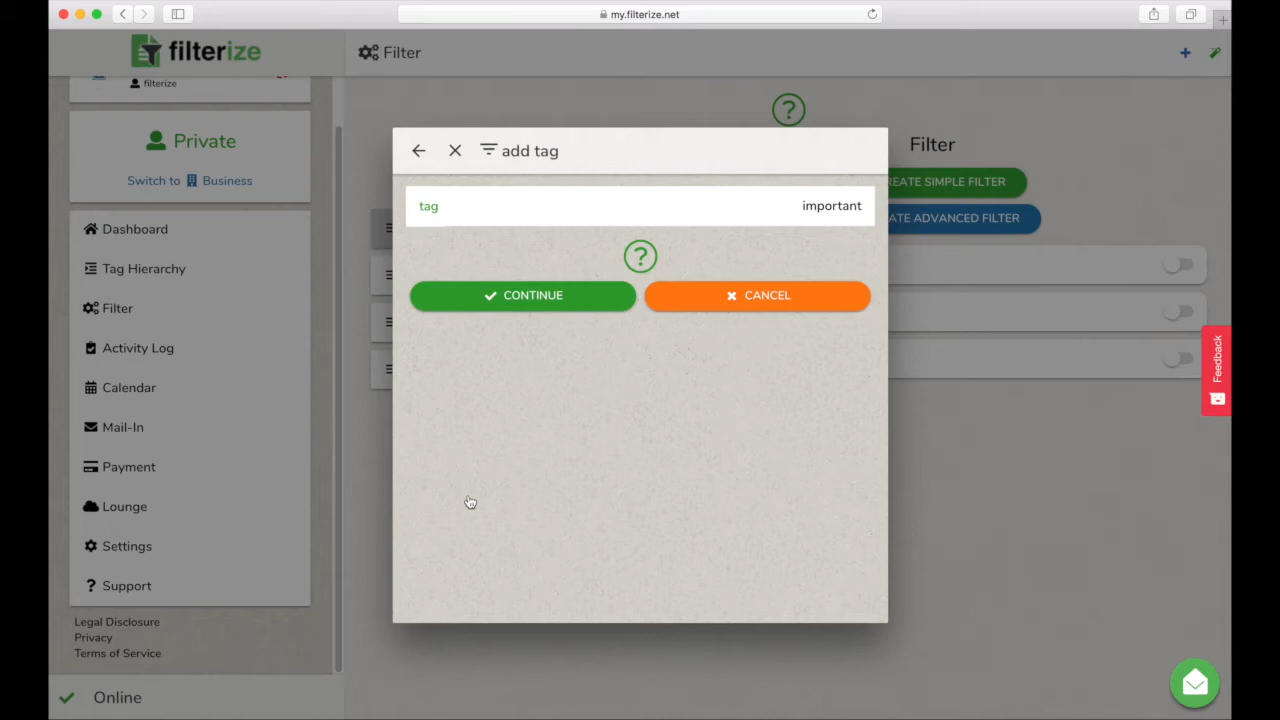 my.filterize.net
filterize
Filter
filterize
Private
Switch to Business
Dashboard
Tag Hierarchy
Filter
Activity Log
Calendar
Mail-In
Payment
Lounge
Settings
Support
Legal Disclosure
Privacy
Terms of Service
Online
?
Filter
REATE SIMPLE FILTER
ATE ADVANCED FILTER
add tag
tag
important
?
CONTINUE
CANCEL
Feedback